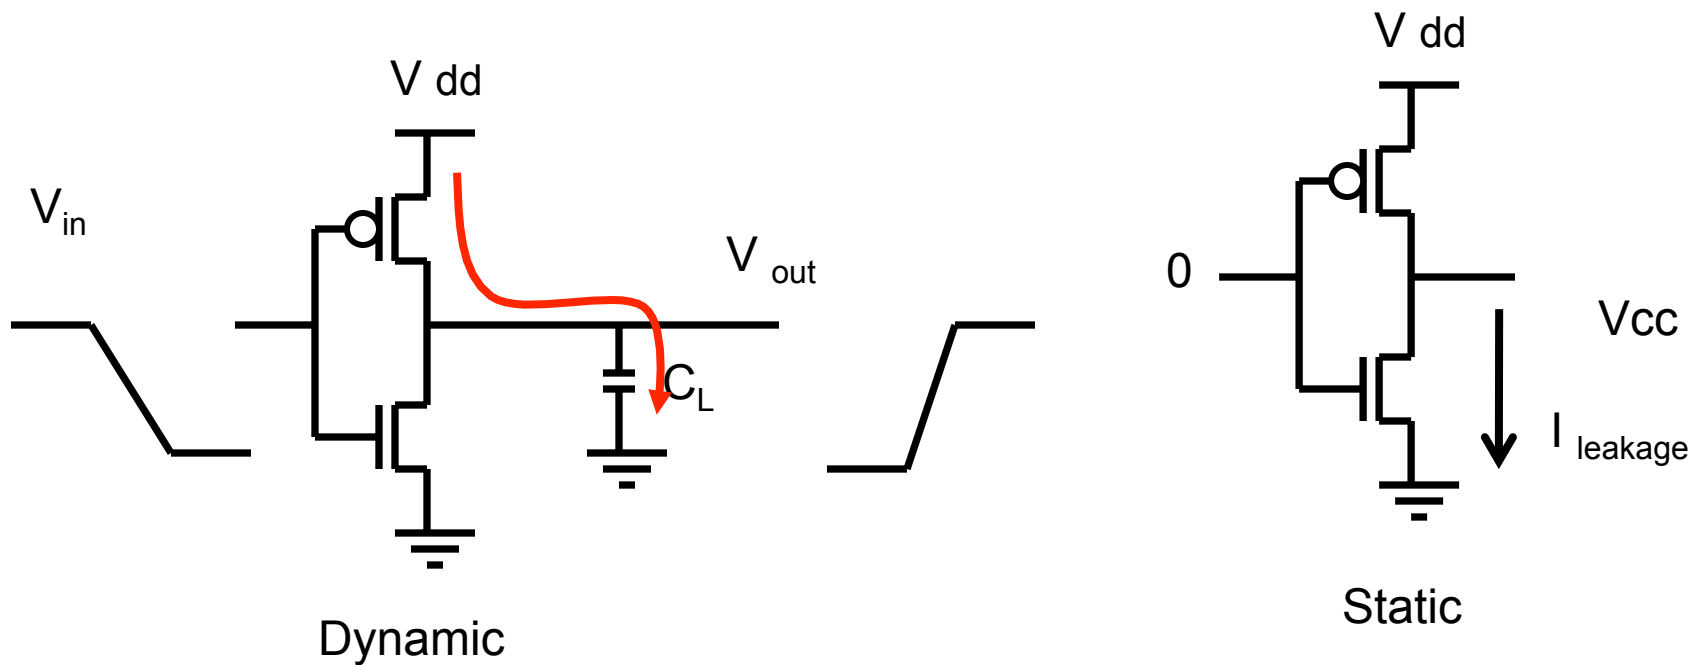 V dd
V in
V out
C L
Dynamic
V dd
0
Vcc
I leakage
Static